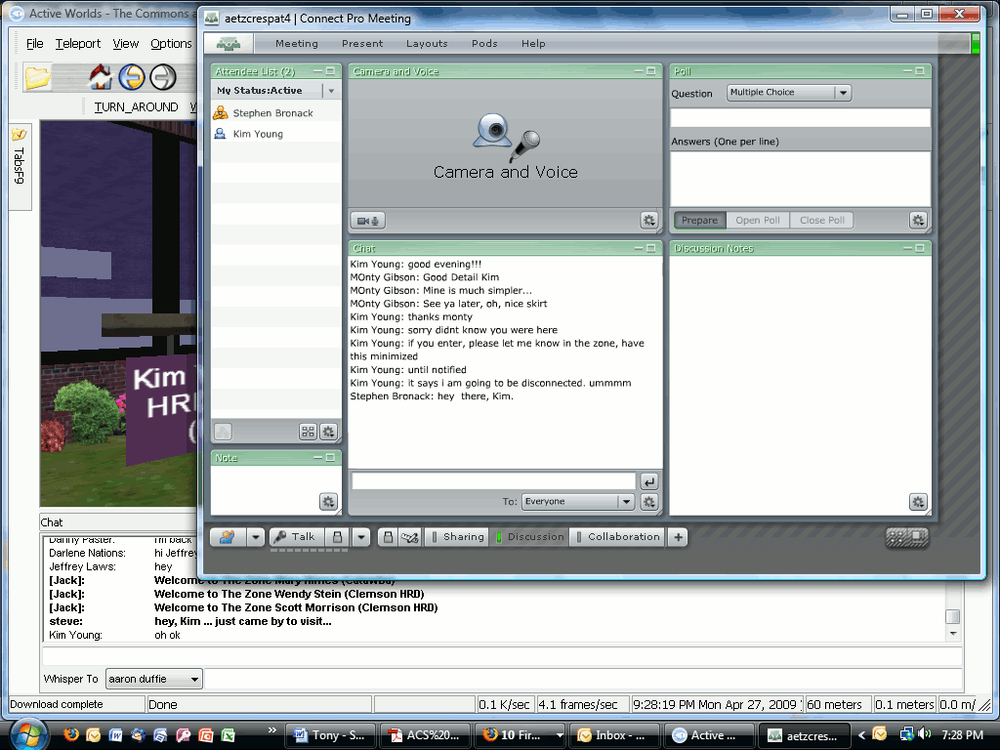 Active Worlds - The Commons a
File Teleport View Options
TURN_AROUND
TabsF9
Kim
HRD
aetzcrespat4 | Connect Pro Meeting
Meeting Present Layouts Pods Help
Attendee List (2)
My Status:Active
Stephen Bronack
Kim Young
Note
Camera and Voice
Camera and Voice
Chat
Kim Young: good evening!!!
MOnty Gibson: Good Detail Kim
MOnty Gibson: Mine is much simpler...
MOnty Gibson: See ya later, oh, nice skirt
Kim Young: thanks monty
Kim Young: sorry didnt know you were here
Kim Young: if you enter, please let me know in the zone, have
this minimized
Kim Young: until notified
Kim Young: it says i am going to be disconnected. ummmm
Stephen Bronack: hey there, Kim.
To: Everyone
Poll
Question Multiple Choice
Answers (One per line)
Prepare Open Poll Close Poll
Discussion Notes
Talk Sharing Discussion Collaboration +
Chat
Danny Paster: I'm back
Darlene Nations: hi Jeffrey
Jeffrey Laws: hey
[Jack]: Welcome to The Zone Mary Himes (Catawba)
[Jack]: Welcome to The Zone Wendy Stein (Clemson HRD)
[Jack]: Welcome to The Zone Scott Morrison (Clemson HRD)
steve: hey, Kim ... just came by to visit...
Kim Young: oh ok
Whisper To aaron duffie
Download complete Done 0.1 K/sec 4.1 frames/sec 9:28:19 PM Mon Apr 27, 2009 60 meters 0.1 meters 0.0 m/
» Tony - S... ACS%20... 10 Fir... Inbox - ... Active ... aetzcres... < 7:28 PM